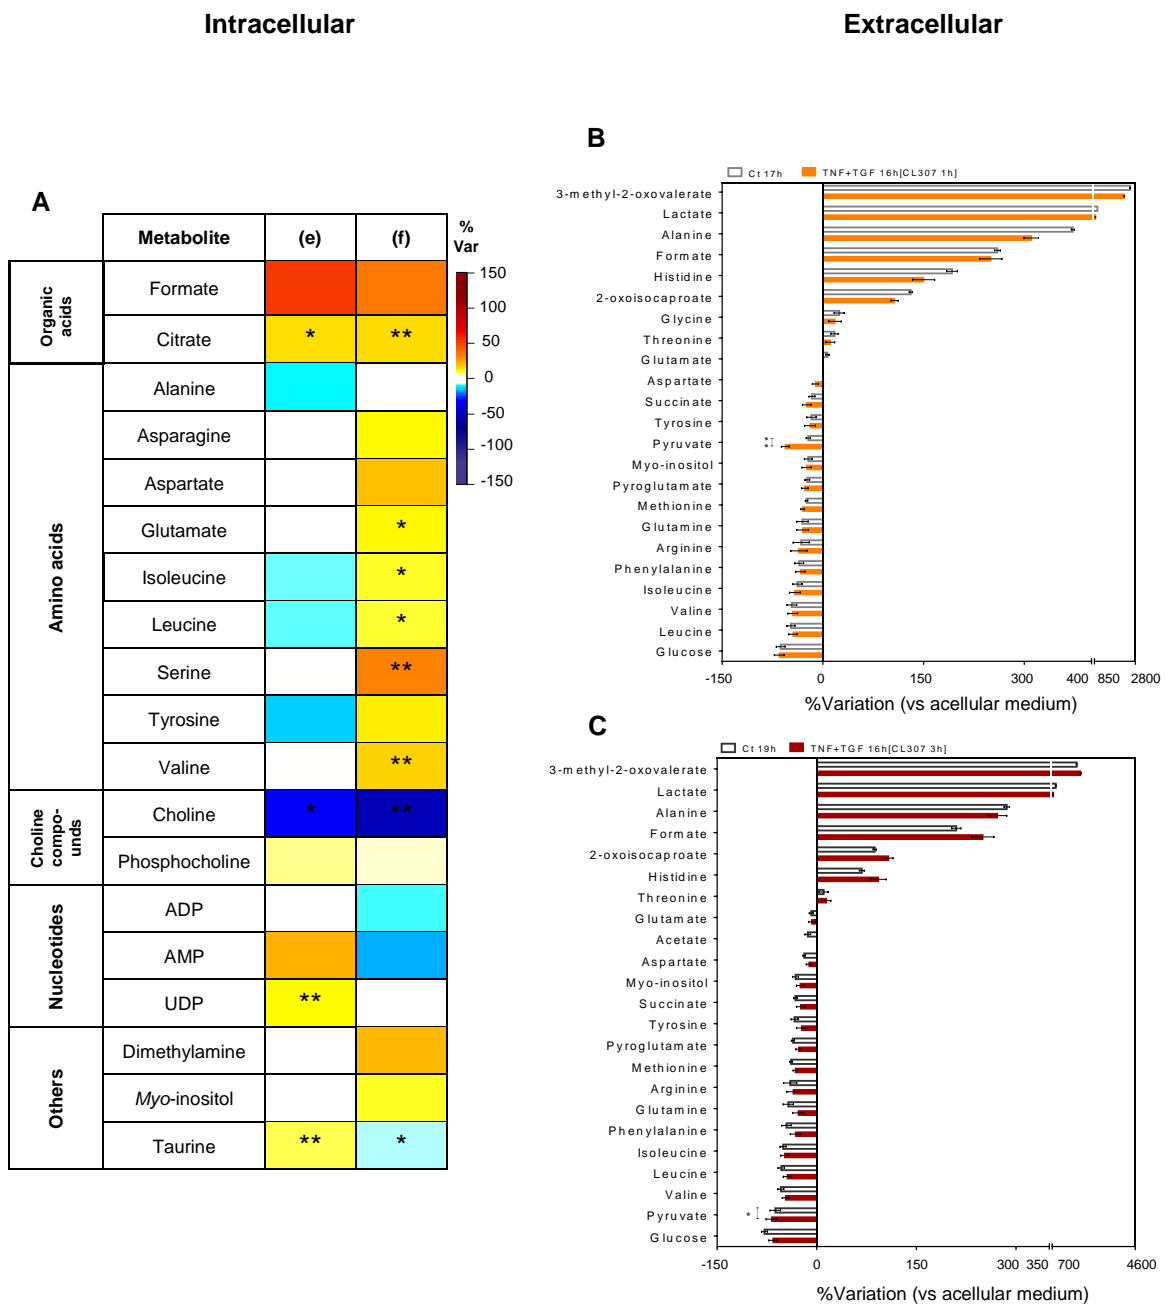 Intracellular
Extracellular
A
Metabolite (e) (f)
% Var
Organic acids
Formate
Citrate * **
Amino acids
Alanine
Asparagine
Aspartate
Glutamate *
Isoleucine *
Leucine *
Serine **
Tyrosine
Valine **
Choline compo-unds
Choline * **
Phosphocholine
Nucleotides
ADP
AMP
UDP **
Others
Dimethylamine
Myo-inositol
Taurine ** *
150
100
50
0
-50
-100
-150
B
Ct 17h TNF+TGF 16h[CL307 1h]
3-methyl-2-oxovalerate
Lactate
Alanine
Formate
Histidine
2-oxoisocaproate
Glycine
Threonine
Glutamate
Aspartate
Succinate
Tyrosine
Pyruvate **
Myo-inositol
Pyroglutamate
Methionine
Glutamine
Arginine
Phenylalanine
Isoleucine
Valine
Leucine
Glucose
-150 0 150 300 400 850 2800
%Variation (vs acellular medium)
C
Ct 19h TNF+TGF 16h[CL307 3h]
3-methyl-2-oxovalerate
Lactate
Alanine
Formate
2-oxoisocaproate
Histidine
Threonine
Glutamate
Acetate
Aspartate
Myo-inositol
Succinate
Tyrosine
Pyroglutamate
Methionine
Arginine
Glutamine
Phenylalanine
Isoleucine
Leucine
Valine
Pyruvate *
Glucose
-150 0 150 300 350 700 4600
%Variation (vs acellular medium)